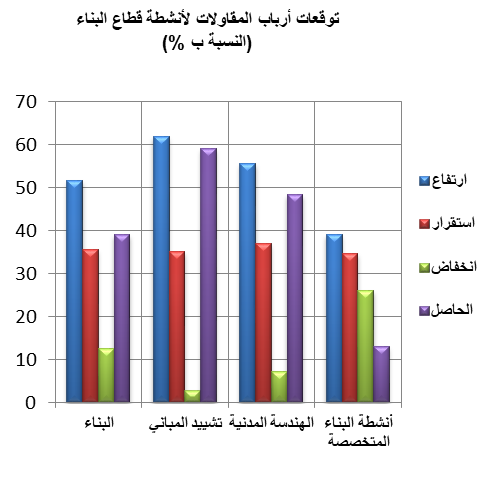 توقعات أرباب المقاولات لأنشطة قطاع البناء
(النسبة ب %)
70
60
50
40
30
20
10
0
ارتفاع
استقرار
انخفاض
الحاصل
البناء
تشييد المباني
الهندسة المدنية
أنشطة البناء
المتخصصة